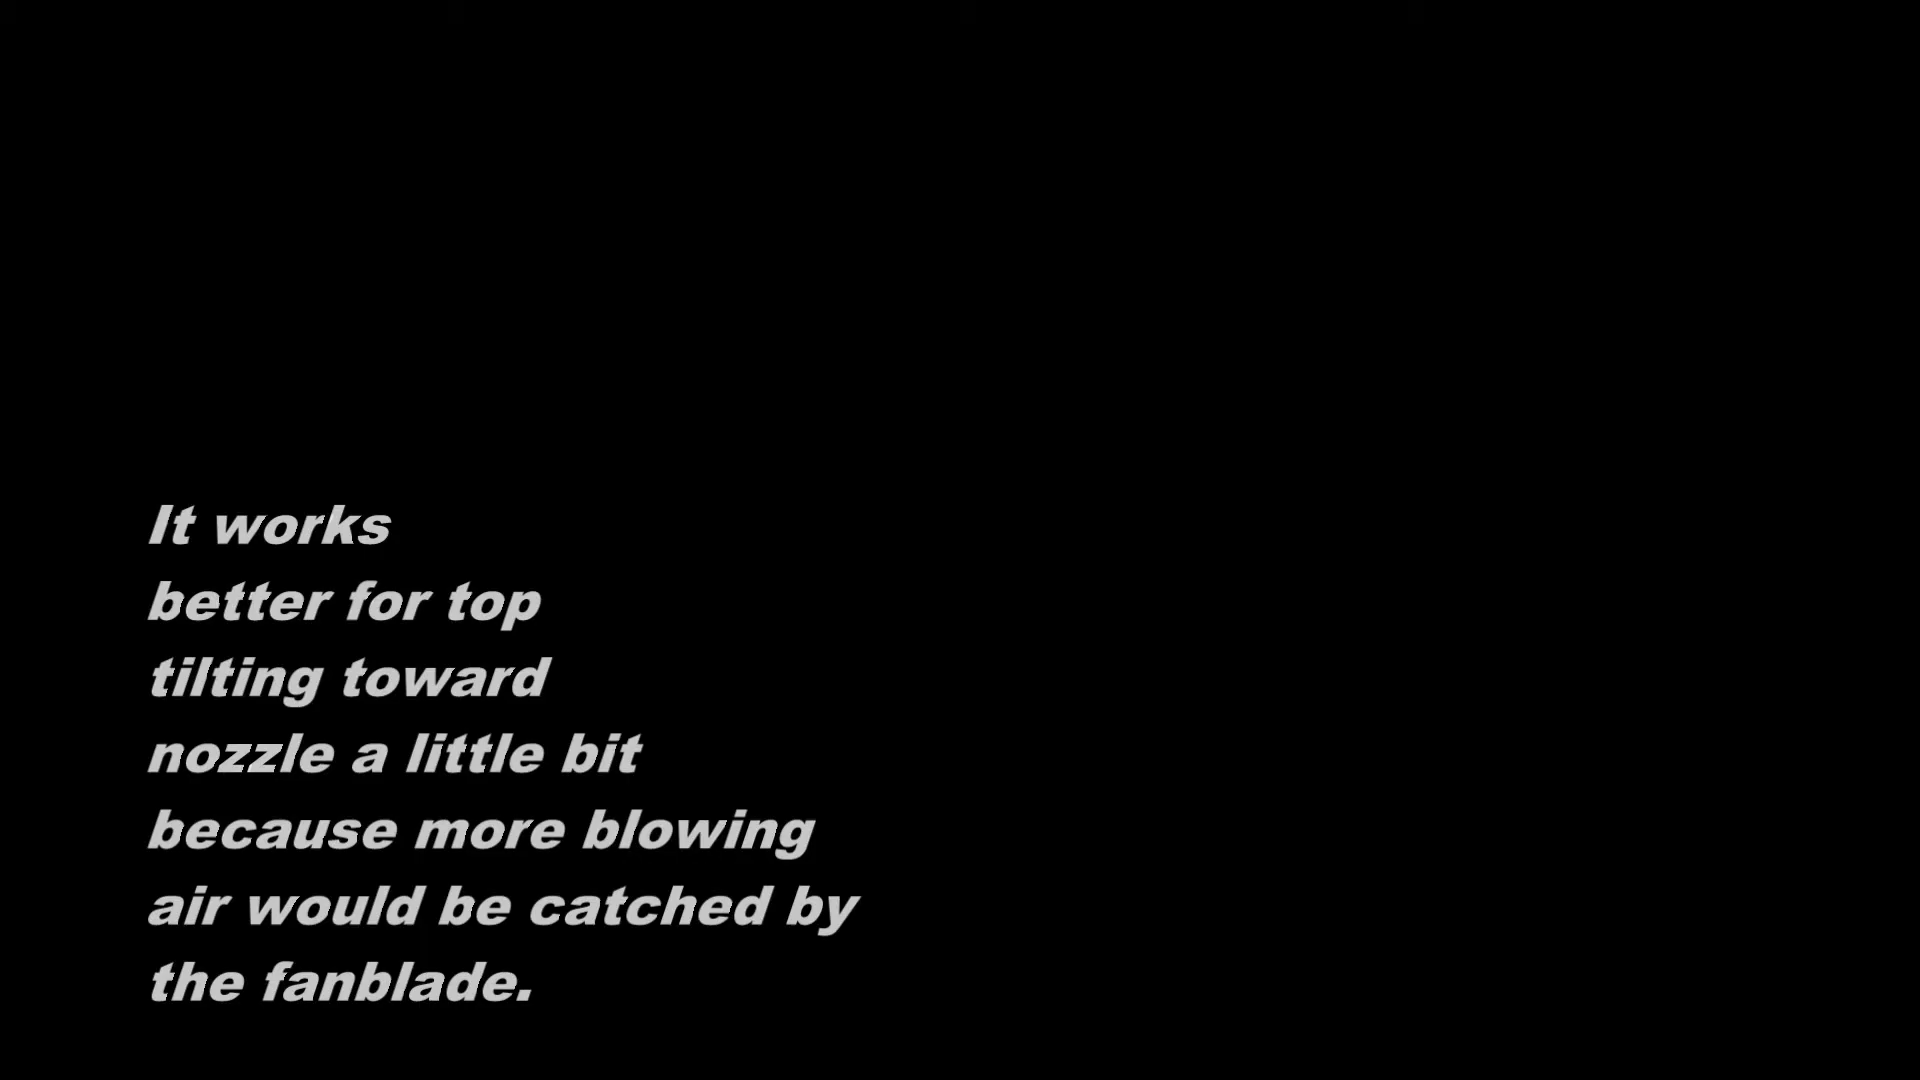 It works
better for top
tilting toward
nozzle a little bit
because more blowing
air would be catched by
the fanblade.